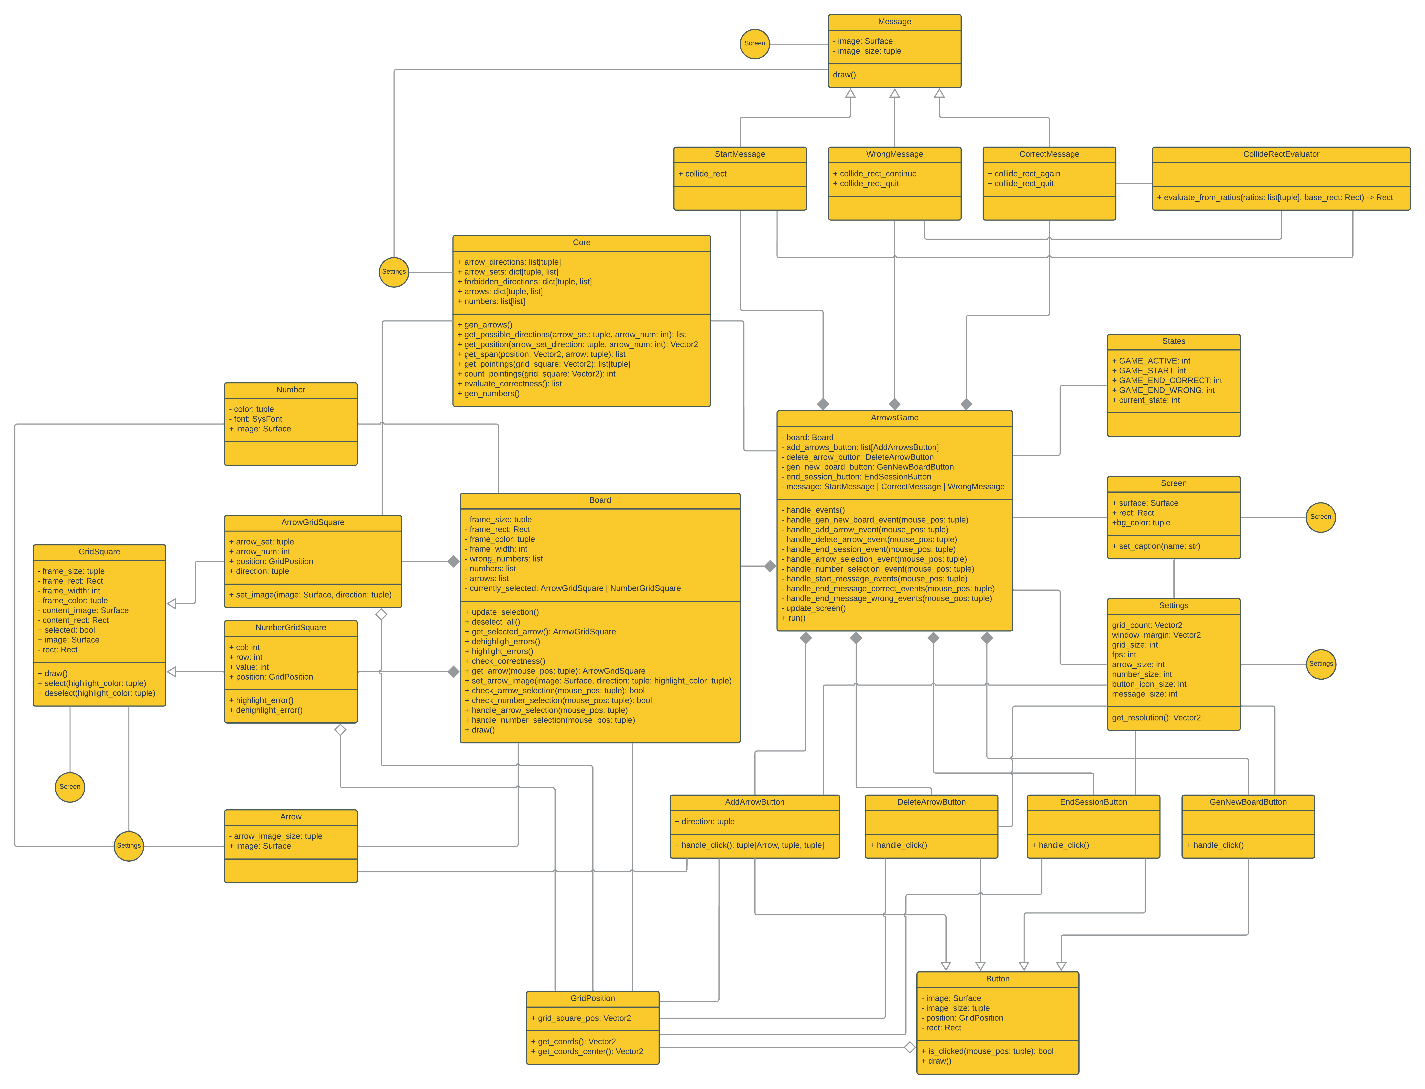 Message
- image: Surface
- image_size: tuple
draw()
Screen
StartMessage
+ collide_rect
WrongMessage
+ collide_rect_continue
+ collide_rect_quit
CorrectMessage
+ collide_rect_again
+ collide_rect_quit
CollideRectEvaluator
+ evaluate_from_ratios(ratios: list[tuple], base_rect: Rect) -> Rect
Settings
Core
+ arrow_directions: list[tuple]
+ arrow_sets: dict[tuple, list]
+ forbidden_directions: dict[tuple, list]
+ arrows: dict[tuple, list]
+ numbers: list[list]
+ gen_arrows()
+ get_possible_directions(arrow_set: tuple, arrow_num: int): list
+ get_position(arrow_set_direction: tuple, arrow_num: int): Vector2
+ get_span(position: Vector2, arrow: tuple): list
+ get_pointings(grid_square: Vector2): list[tuple]
+ count_pointings(grid_square: Vector2): int
+ evaluate_correctness(): list
+ gen_numbers()
States
+ GAME_ACTIVE: int
+ GAME_START: int
+ GAME_END_CORRECT: int
+ GAME_END_WRONG: int
+ current_state: int
Number
- color: tuple
- font: SysFont
+ image: Surface
ArrowsGame
- board: Board
- add_arrows_button: list[AddArrowsButton]
- delete_arrow_button: DeleteArrowButton
- gen_new_board_button: GenNewBoardButton
- end_session_button: EndSessionButton
- message: StartMessage | CorrectMessage | WrongMessage
- handle_events()
- handle_gen_new_board_event(mouse_pos: tuple)
- handle_add_arrow_event(mouse_pos: tuple)
- handle_delete_arrow_event(mouse_pos: tuple)
- handle_end_session_event(mouse_pos: tuple)
- handle_arrow_selection_event(mouse_pos: tuple)
- handle_number_selection_event(mouse_pos: tuple)
- handle_start_message_events(mouse_pos: tuple)
- handle_end_message_correct_events(mouse_pos: tuple)
- handle_end_message_wrong_events(mouse_pos: tuple)
- update_screen()
+ run()
Screen
+ surface: Surface
+ rect: Rect
+bg_color: tuple
+ set_caption(name: str)
Screen
Board
- frame_size: tuple
- frame_rect: Rect
- frame_color: tuple
- frame_width: int
- wrong_numbers: list
- numbers: list
- arrows: list
- currently_selected: ArrowGridSquare | NumberGridSquare
+ update_selection()
+ deselect_all()
+ get_selected_arrow(): ArrowGridSquare
+ dehighligh_errors()
+ highlight_errors()
+ check_correctness()
+ get_arrow(mouse_pos: tuple): ArrowGridSquare
+ set_arrow_image(image: Surface, direction: tuple: highlight_color: tuple)
+ check_arrow_selection(mouse_pos: tuple): bool
+ check_number_selection(mouse_pos: tuple): bool
+ handle_arrow_selection(mouse_pos: tuple)
+ handle_number_selection(mouse_pos: tuple)
+ draw()
ArrowGridSquare
+ arrow_set: tuple
+ arrow_num: int
+ position: GridPosition
+ direction: tuple
+ set_image(image: Surface, direction: tuple)
GridSquare
- frame_size: tuple
- frame_rect: Rect
- frame_width: int
- frame_color: tuple
- content_image: Surface
- content_rect: Rect
+ selected: bool
+ image: Surface
+ rect: Rect
+ draw()
+ select(highlight_color: tuple)
+ deselect(highlight_color: tuple)
NumberGridSquare
+ col: int
+ row: int
+ value: int
+ position: GridPosition
+ highlight_error()
+ dehighlight_error()
Settings
grid_count: Vector2
window_margin: Vector2
grid_size: int
fps: int
arrow_size: int
number_size: int
button_icon_size: int
message_size: int
get_resolution(): Vector2
Settings
Screen
Settings
Arrow
- arrow_image_size: tuple
+ image: Surface
AddArrowButton
+ direction: tuple
+ handle_click(): tuple[Arrow, tuple, tuple]
DeleteArrowButton
+ handle_click()
EndSessionButton
+ handle_click()
GenNewBoardButton
+ handle_click()
GridPosition
+ grid_square_pos: Vector2
+ get_coords(): Vector2
+ get_coords_center(): Vector2
Button
- image: Surface
- image_size: tuple
- position: GridPosition
- rect: Rect
+ is_clicked(mouse_pos: tuple): bool
+ draw()